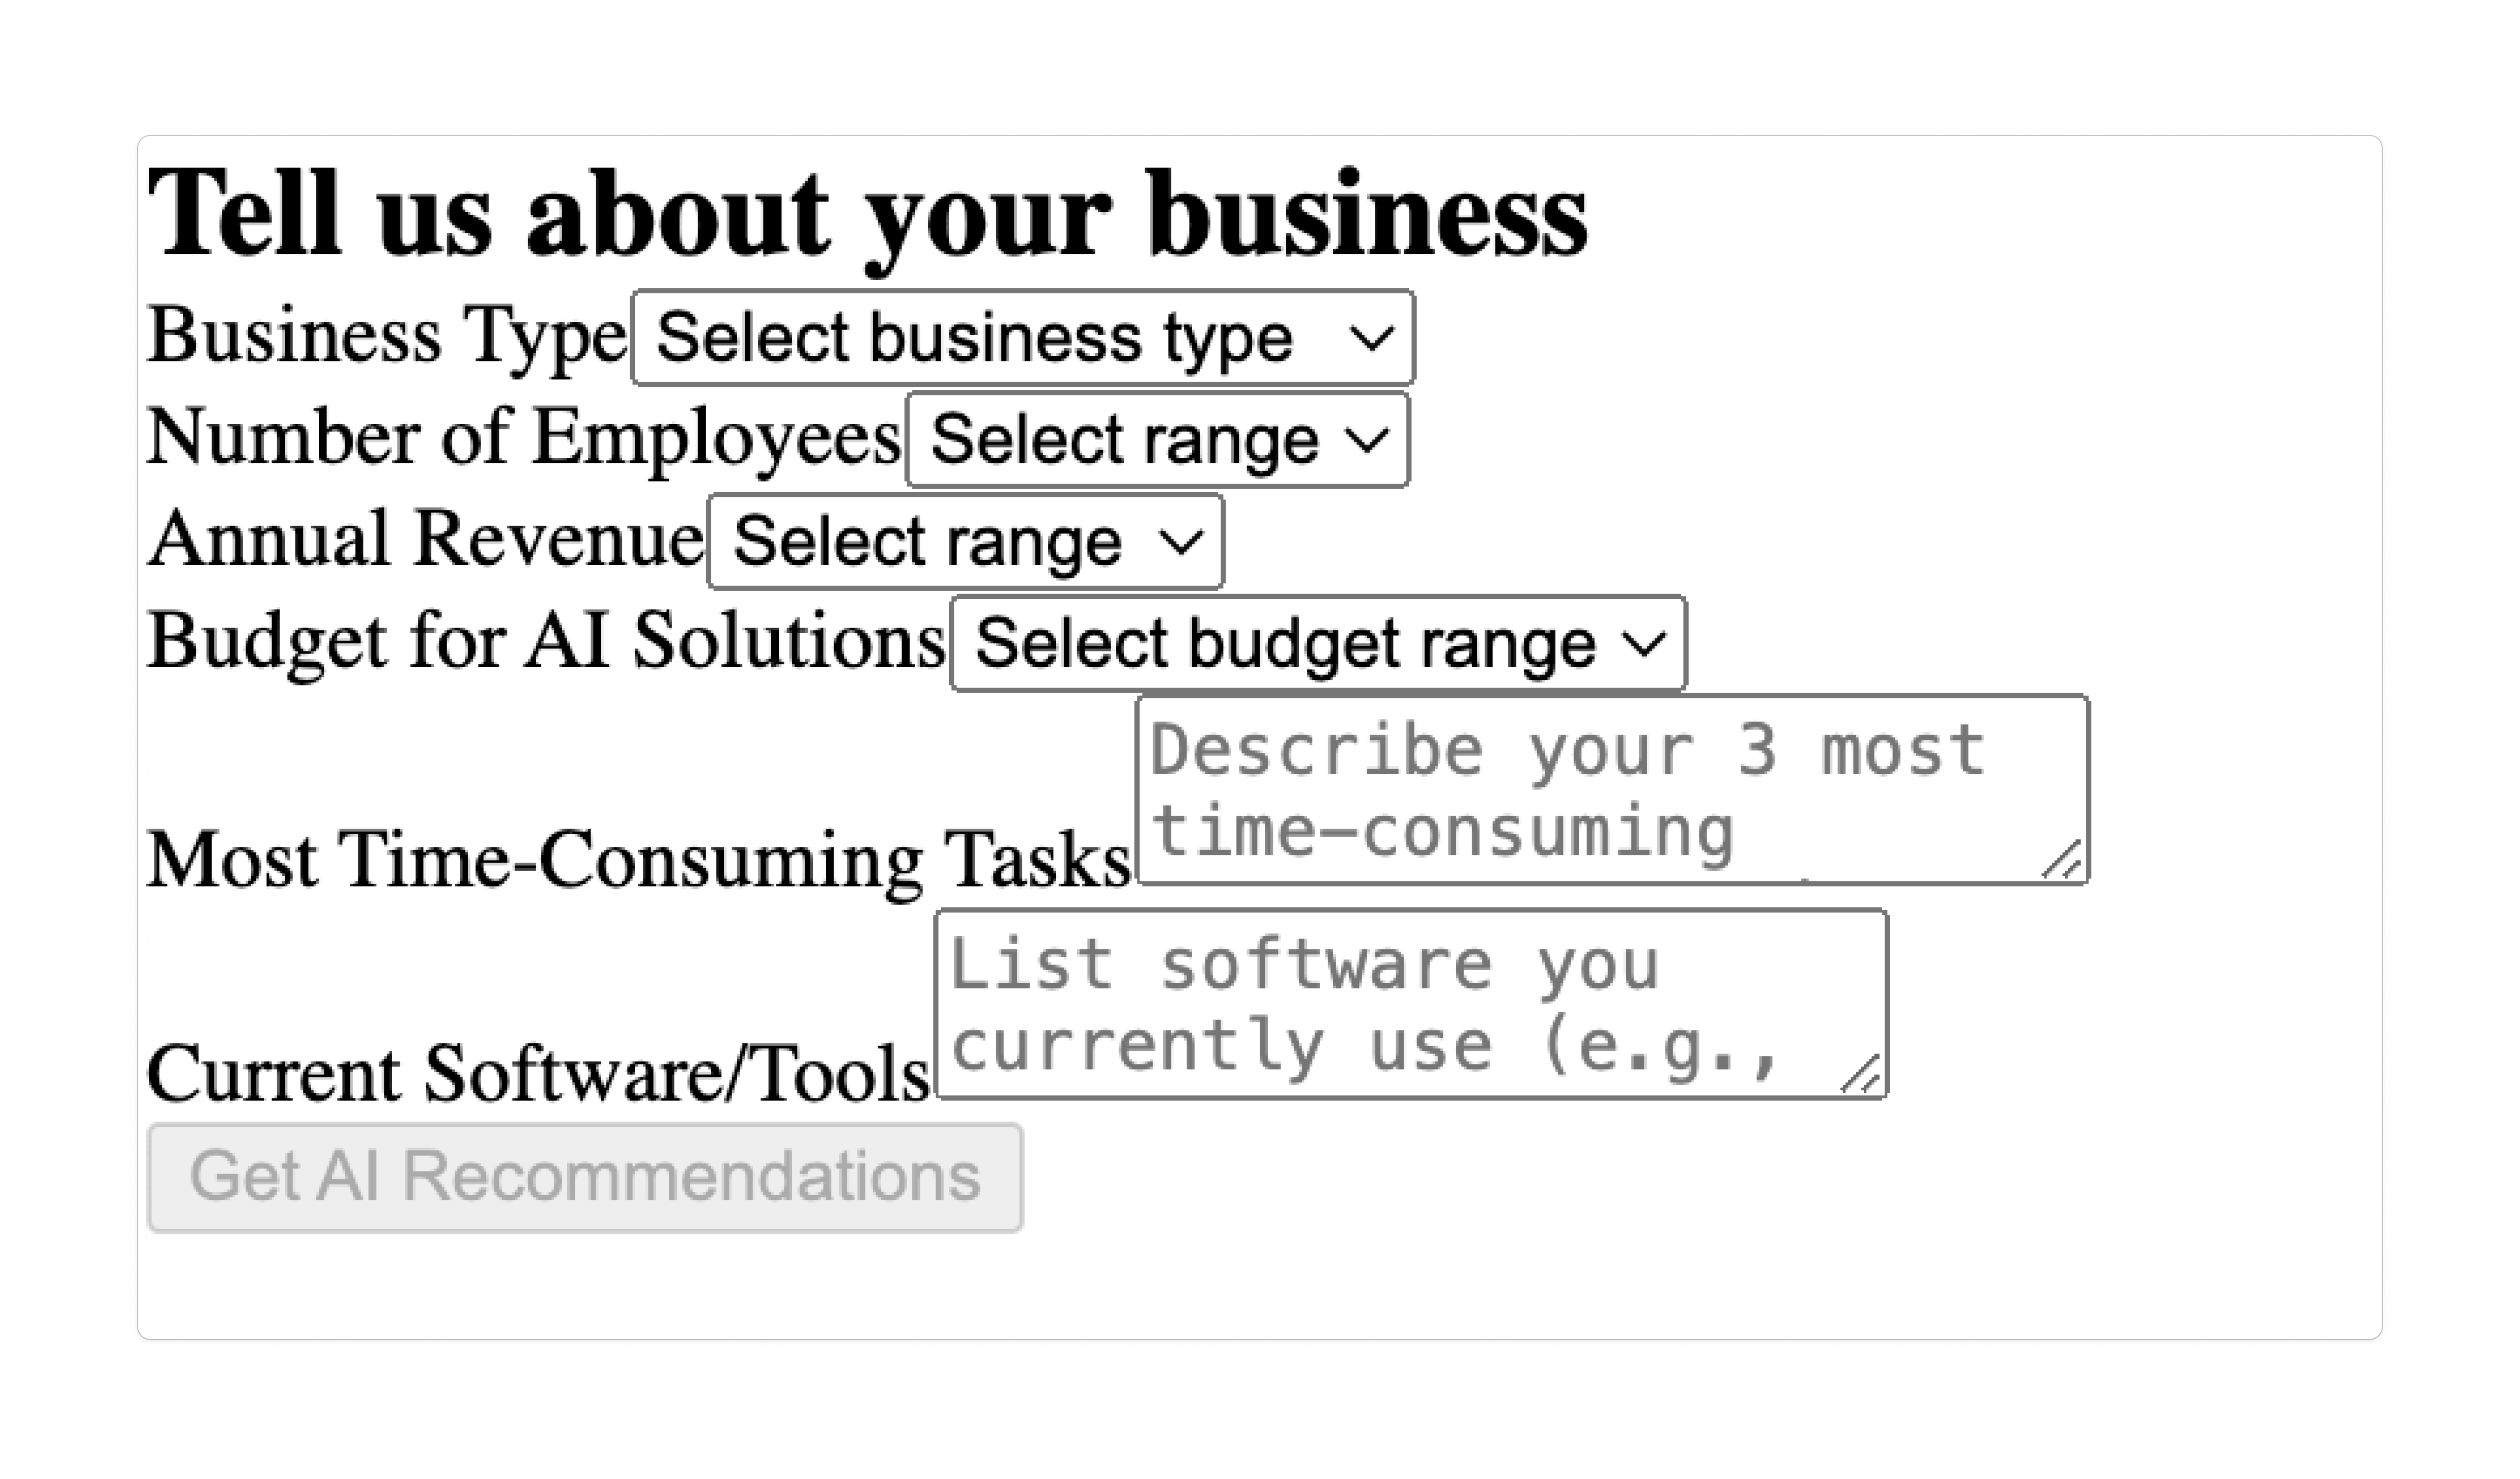 Tell us about your business
Business Type Select business type
Number of Employees Select range
Annual Revenue Select range
Budget for AI Solutions Select budget range
Most Time-Consuming Tasks
Describe your 3 most
time-consuming
Current Software/Tools
List software you
currently use (e.g.,
Get AI Recommendations